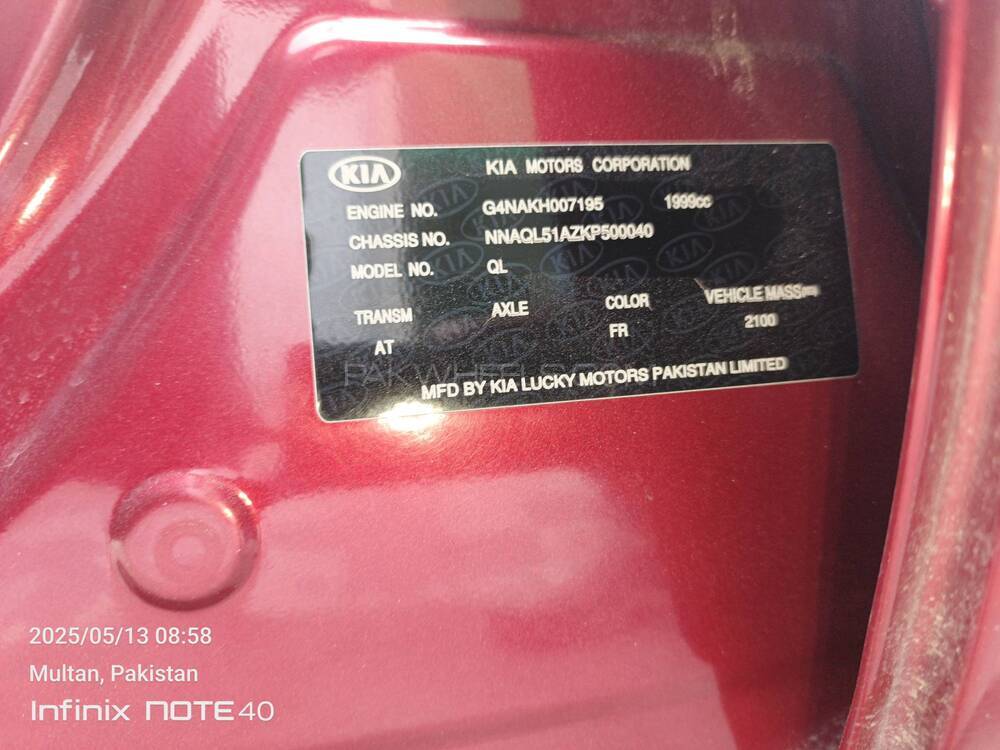 KIA KIA MOTORS CORPORATION
ENGINE NO. G4NAKH007195 1999cc
CHASSIS NO. NNAQL51AZKP500040
MODEL NO. QL
TRANSM AXLE COLOR VEHICLE MASS
AT FR 2100
PAKWHEELS
MFD BY KIA LUCKY MOTORS PAKISTAN LIMITED
2025/05/13 08:58
Multan, Pakistan
Infinix NOTE 40